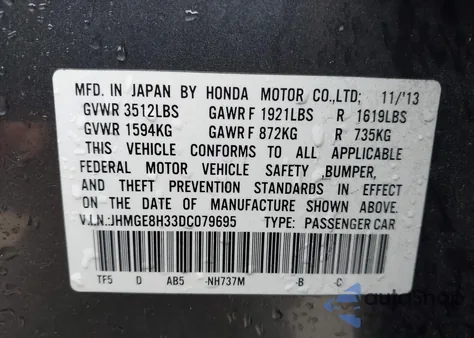 MFD. IN JAPAN BY HONDA MOTOR CO.,LTD; 11/'13
GVWR 3512LBS GAWR F 1921LBS R 1619LBS
GVWR 1594KG GAWR F 872KG R 735KG
THIS VEHICLE CONFORMS TO ALL APPLICABLE
FEDERAL MOTOR VEHICLE SAFETY ,BUMPER,
AND THEFT PREVENTION STANDARDS IN EFFECT
ON THE DATE OF MANUFACTURE SHOWN ABOVE.
V.I.N.:JHMGE8H33DC079695 TYPE: PASSENGER CAR
TF5 D AB5 -NH737M -B -C
autosnap